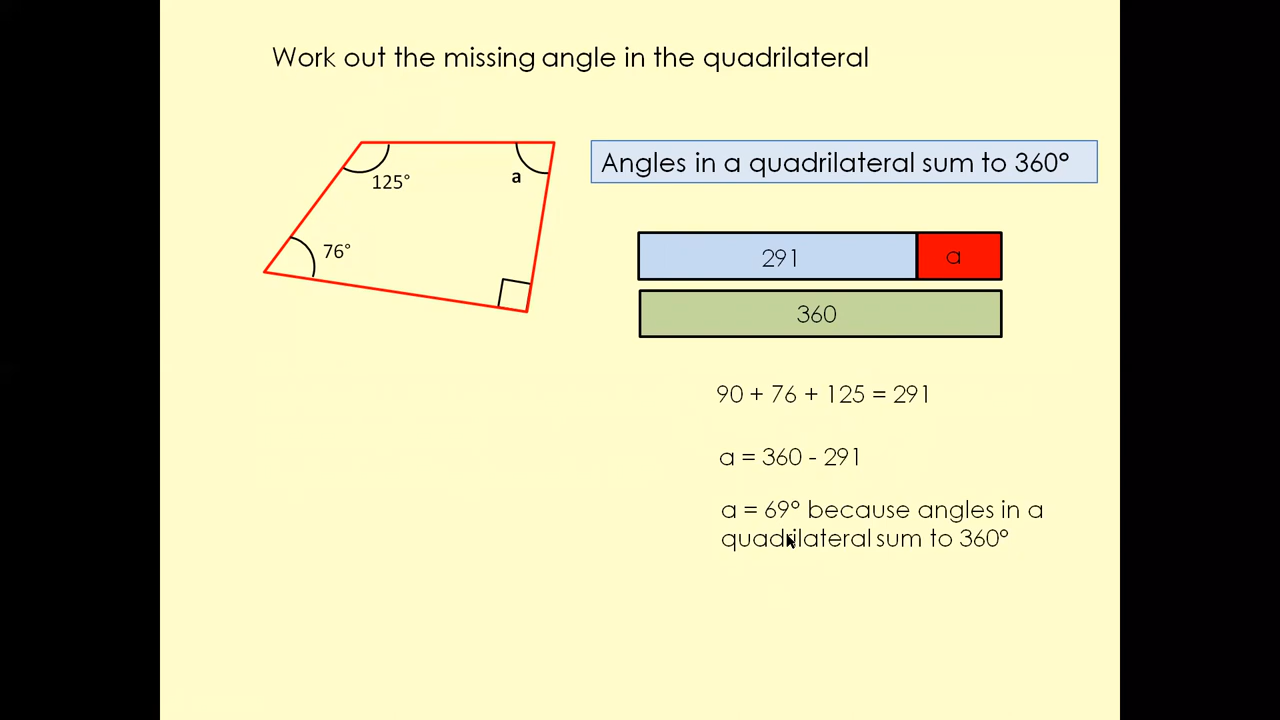 Work out the missing angle in the quadrilateral
125°
a
76°
Angles in a quadrilateral sum to 360°
291
a
360
90 + 76 + 125 = 291
a = 360 - 291
a = 69° because angles in a
quadrilateral sum to 360°